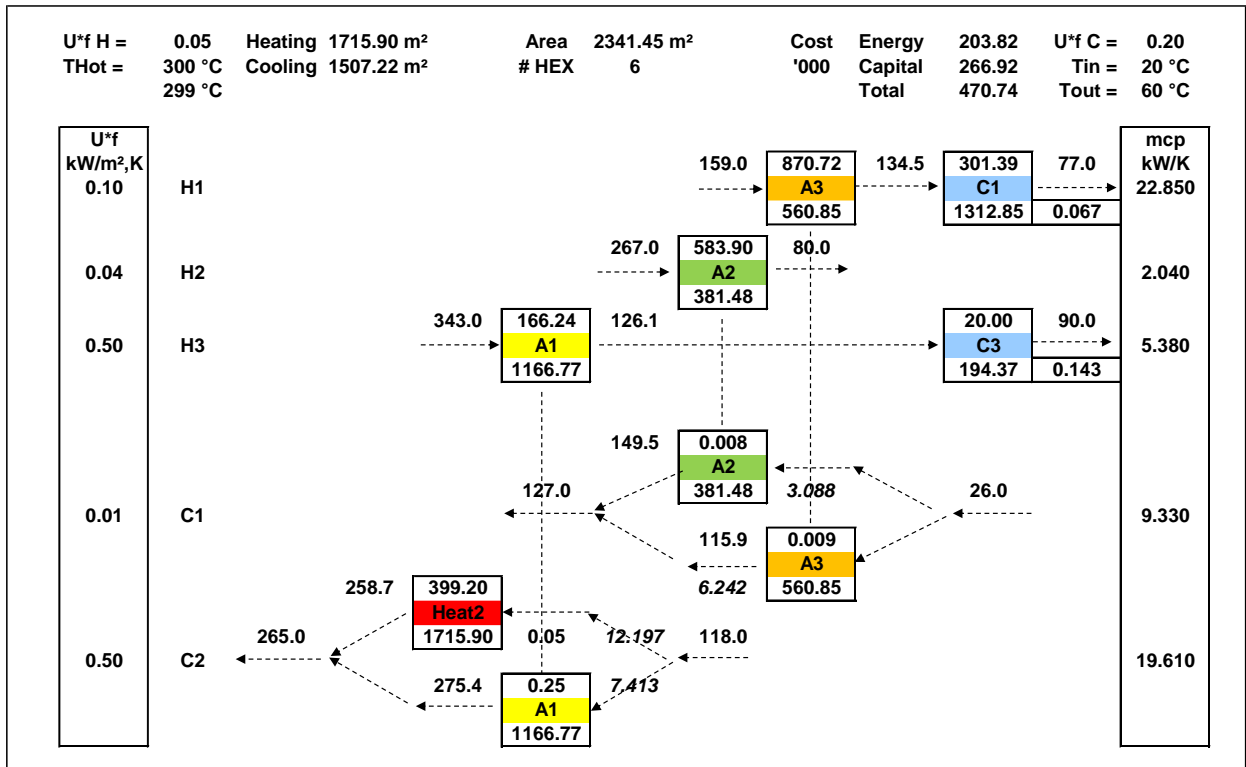 U*f H = 0.05 Heating 1715.90 m² Area 2341.45 m² Cost Energy 203.82 U*f C = 0.20
THot = 300 °C Cooling 1507.22 m² # HEX 6 '000 Capital 266.92 Tin = 20 °C
299 °C Total 470.74 Tout = 60 °C
U*f mcp
kW/m²,K 159.0 870.72 134.5 301.39 77.0 kW/K
0.10 H1 A3 C1 22.850
560.85 1312.85 0.067
267.0 583.90 80.0
0.04 H2 A2 2.040
381.48
343.0 166.24 126.1 20.00 90.0
0.50 H3 A1 C3 5.380
1166.77 194.37 0.143
149.5 0.008
A2
127.0 381.48 3.088 26.0
0.01 C1 9.330
115.9 0.009
A3
258.7 399.20 6.242 560.85
Heat2
265.0 1715.90 0.05 12.197 118.0
0.50 C2 19.610
275.4 0.25 7.413
A1
1166.77